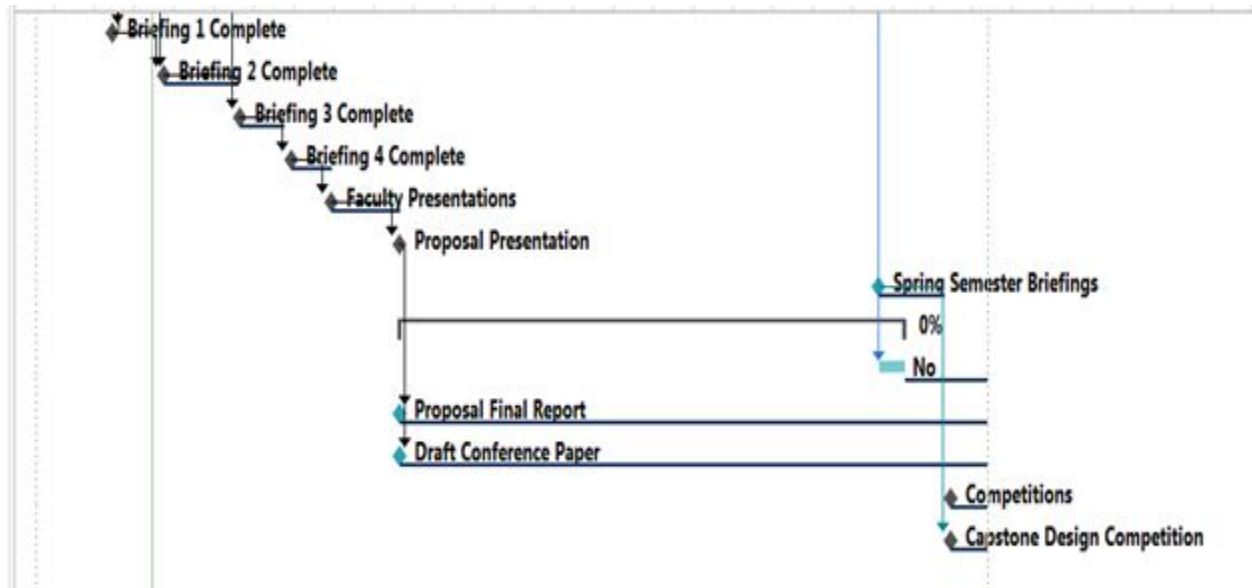 Briefing 1 Complete
Briefing 2 Complete
Briefing 3 Complete
Briefing 4 Complete
Faculty Presentations
Proposal Presentation
Spring Semester Briefings
0%
No
Proposal Final Report
Draft Conference Paper
Competitions
Capstone Design Competition